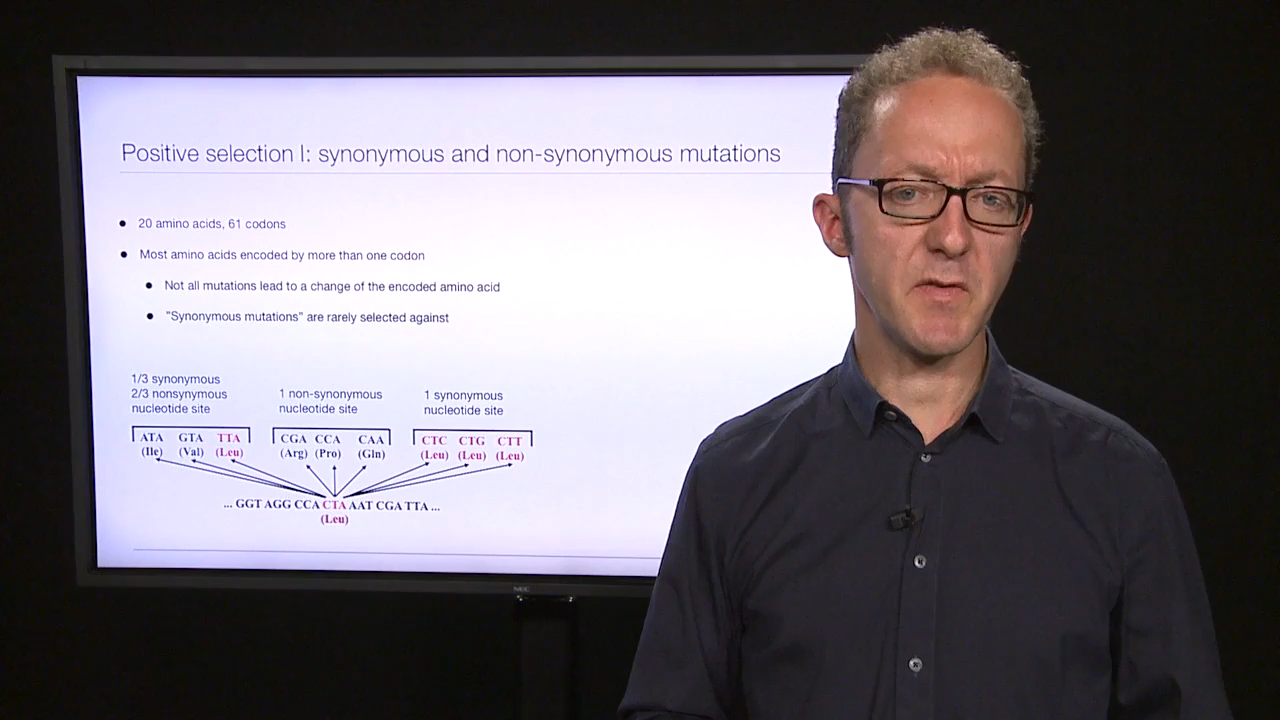 Positive selection I: synonymous and non-synonymous mutations
20 amino acids, 61 codons
Most amino acids encoded by more than one codon
Not all mutations lead to a change of the encoded amino acid
"Synonymous mutations" are rarely selected against
1/3 synonymous
2/3 nonsynymous
nucleotide site
1 non-synonymous
nucleotide site
1 synonymous
nucleotide site
ATA GTA TTA
(Ile) (Val) (Leu)
CGA CCA CAA
(Arg) (Pro) (Gln)
CTC CTG CTT
(Leu) (Leu) (Leu)
... GGT AGG CCA CTA AAT CGA TTA ...
(Leu)
NEC